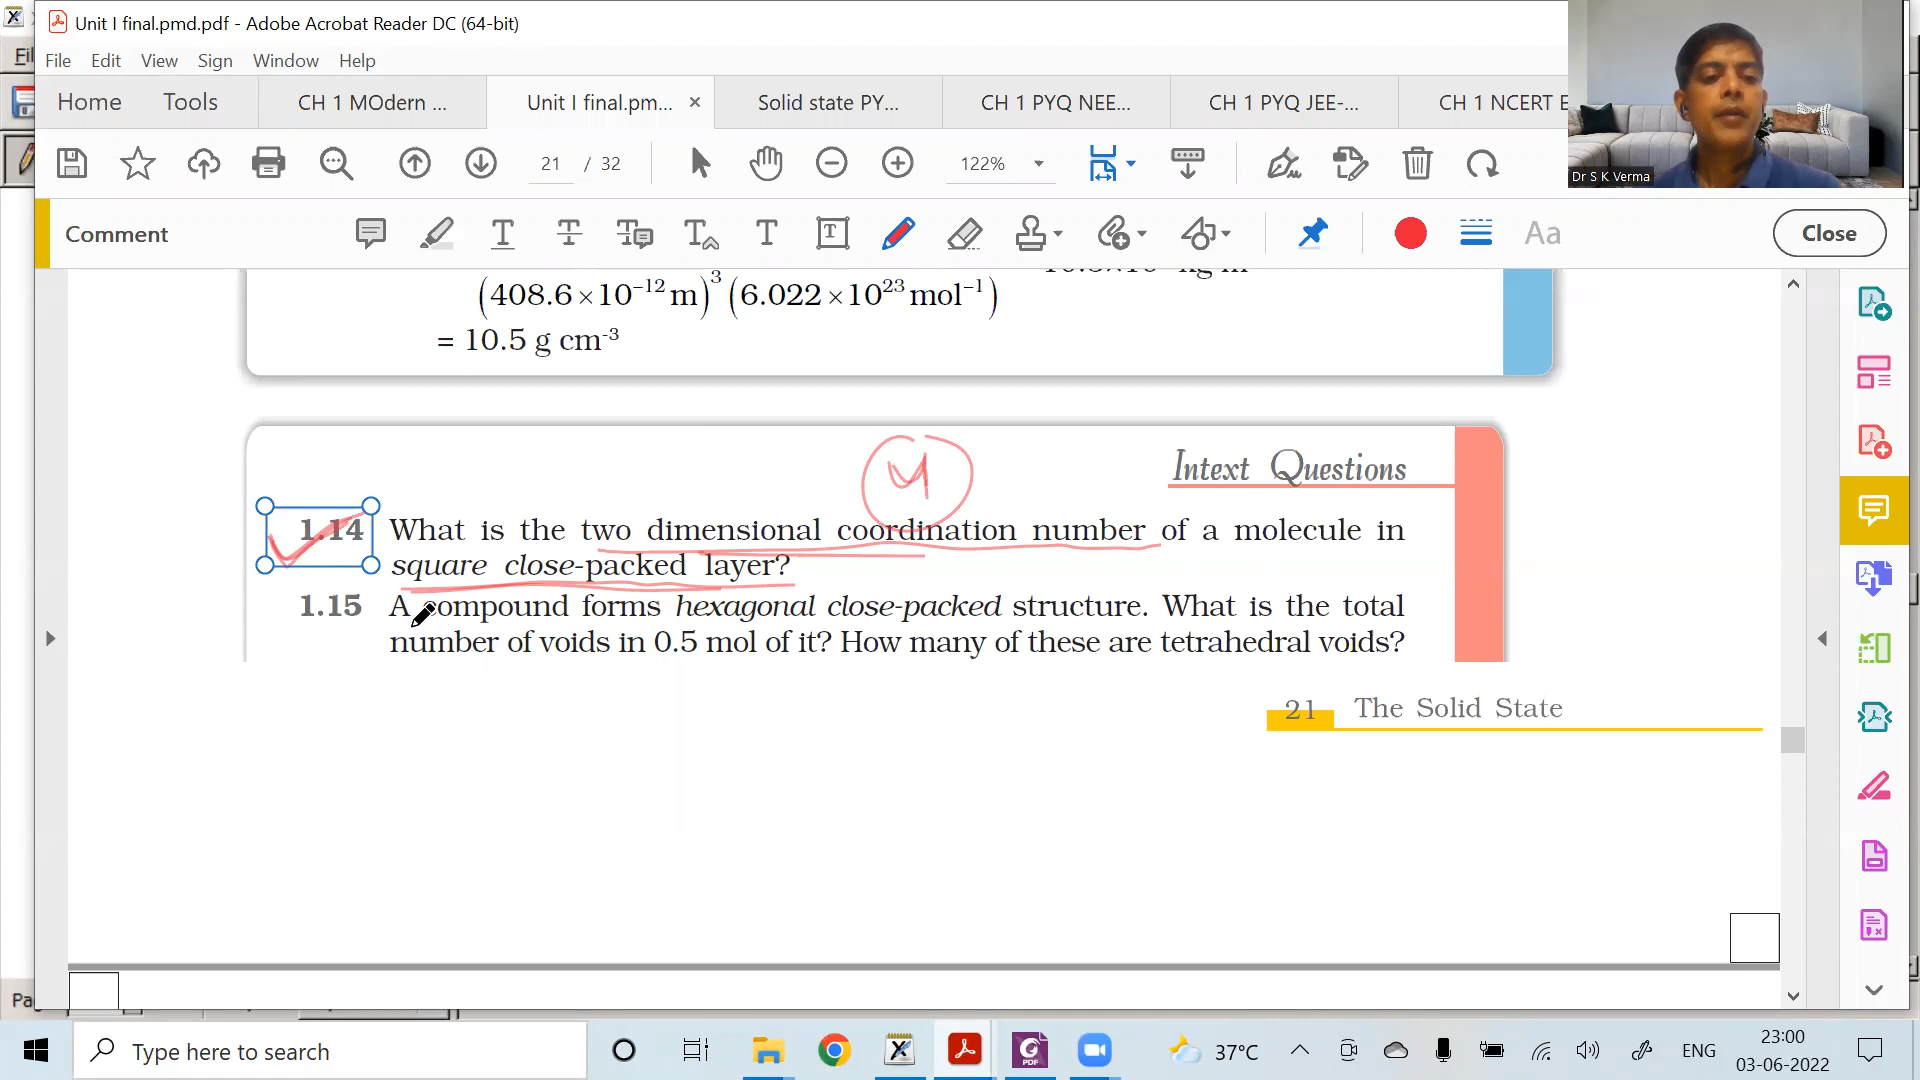 Unit I final.pmd.pdf - Adobe Acrobat Reader DC (64-bit)
File Edit View Sign Window Help
Home Tools CH 1 MOdern ... Unit I final.pm... × Solid state PY... CH 1 PYQ NEE... CH 1 PYQ JEE-... CH 1 NCERT E
21 / 32 122%
Dr S K Verma
Comment Aa Close
(408.6×10⁻¹² m)³ (6.022×10²³ mol⁻¹)
= 10.5 g cm⁻³
4
Intext Questions
1.14 What is the two dimensional coordination number of a molecule in
square close-packed layer?
1.15 A compound forms hexagonal close-packed structure. What is the total
number of voids in 0.5 mol of it? How many of these are tetrahedral voids?
21 The Solid State
Type here to search
37°C ENG 23:00
03-06-2022